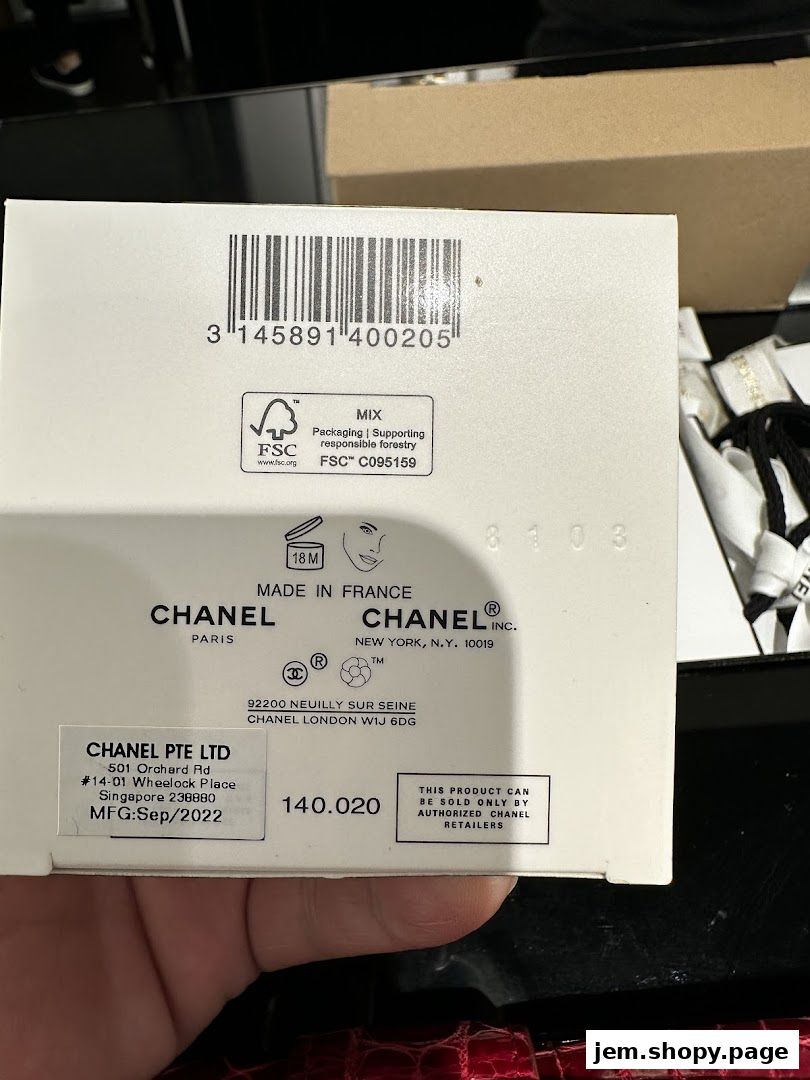 3 145891 400205
FSC™
www.fsc.org
MIX
Packaging | Supporting
responsible forestry
FSC™ C095159
8103
18 M
MADE IN FRANCE
CHANEL
PARIS
CHANEL® INC.
NEW YORK, N.Y. 10019
® ™
92200 NEUILLY SUR SEINE
CHANEL LONDON W1J 6DG
CHANEL PTE LTD
501 Orchard Rd
#14-01 Wheelock Place
Singapore 238880
MFG:Sep/2022
140.020
THIS PRODUCT CAN
BE SOLD ONLY BY
AUTHORIZED CHANEL
RETAILERS
jem.shopy.page